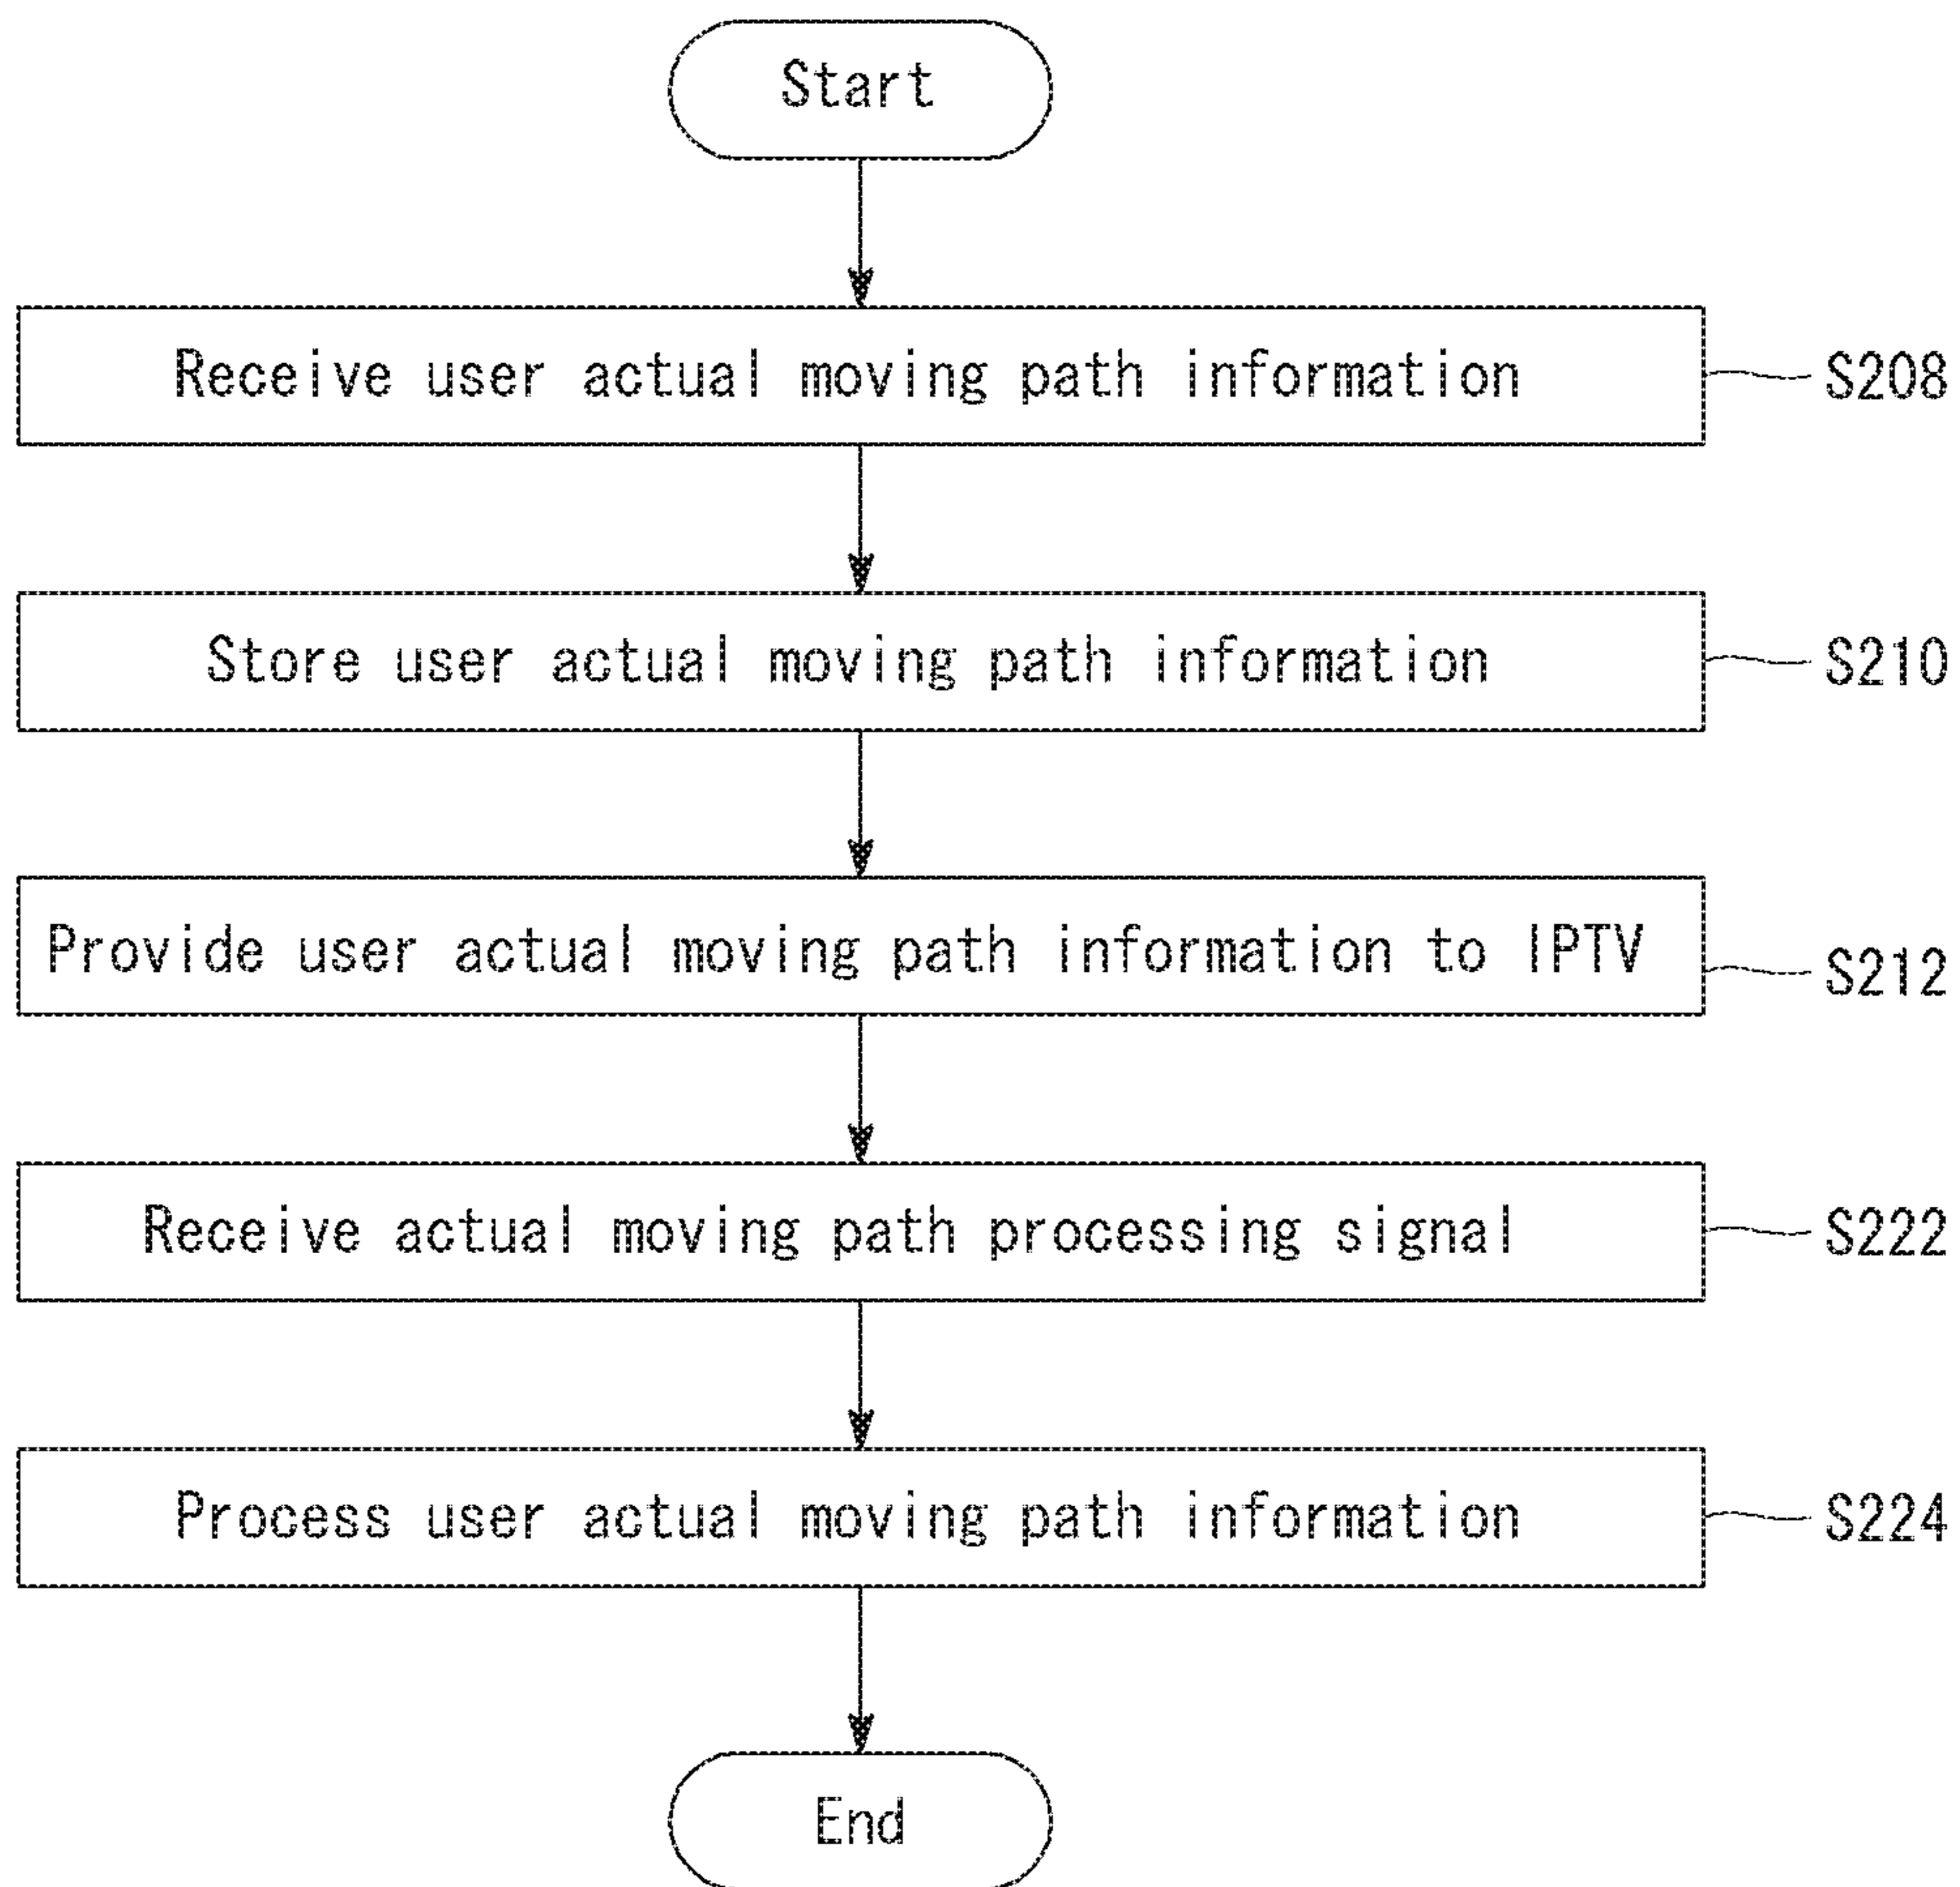 Start
Receive user actual moving path information
S208
Store user actual moving path information
S210
Provide user actual moving path information to IPTV
S212
Receive actual moving path processing signal
S222
Process user actual moving path information
S224
End